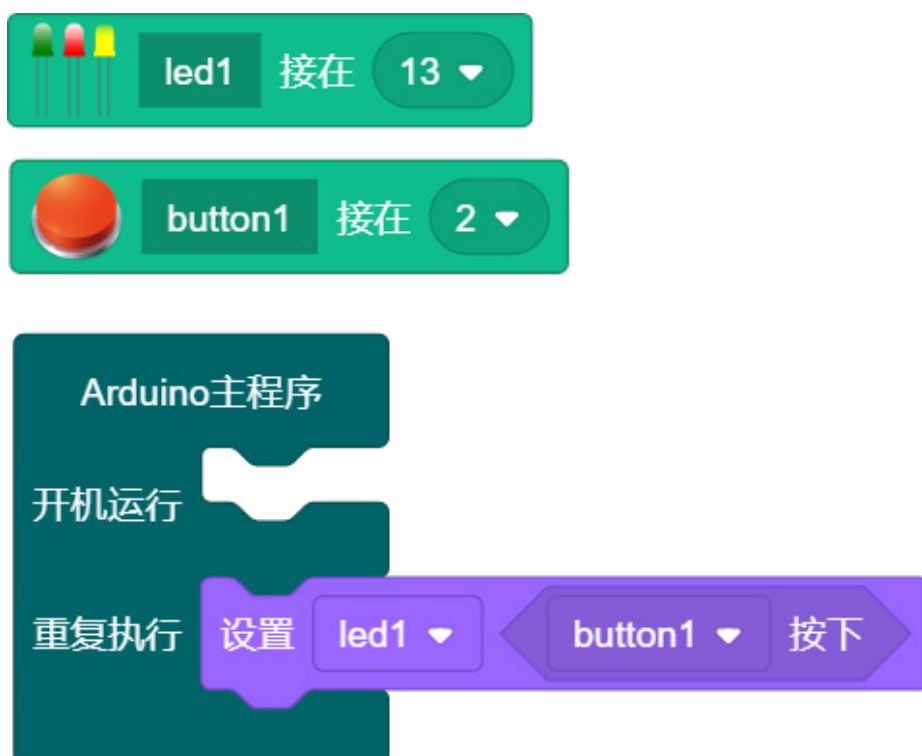 led1 接在 13
button1 接在 2
Arduino主程序
开机运行
重复执行 设置 led1 button1 按下